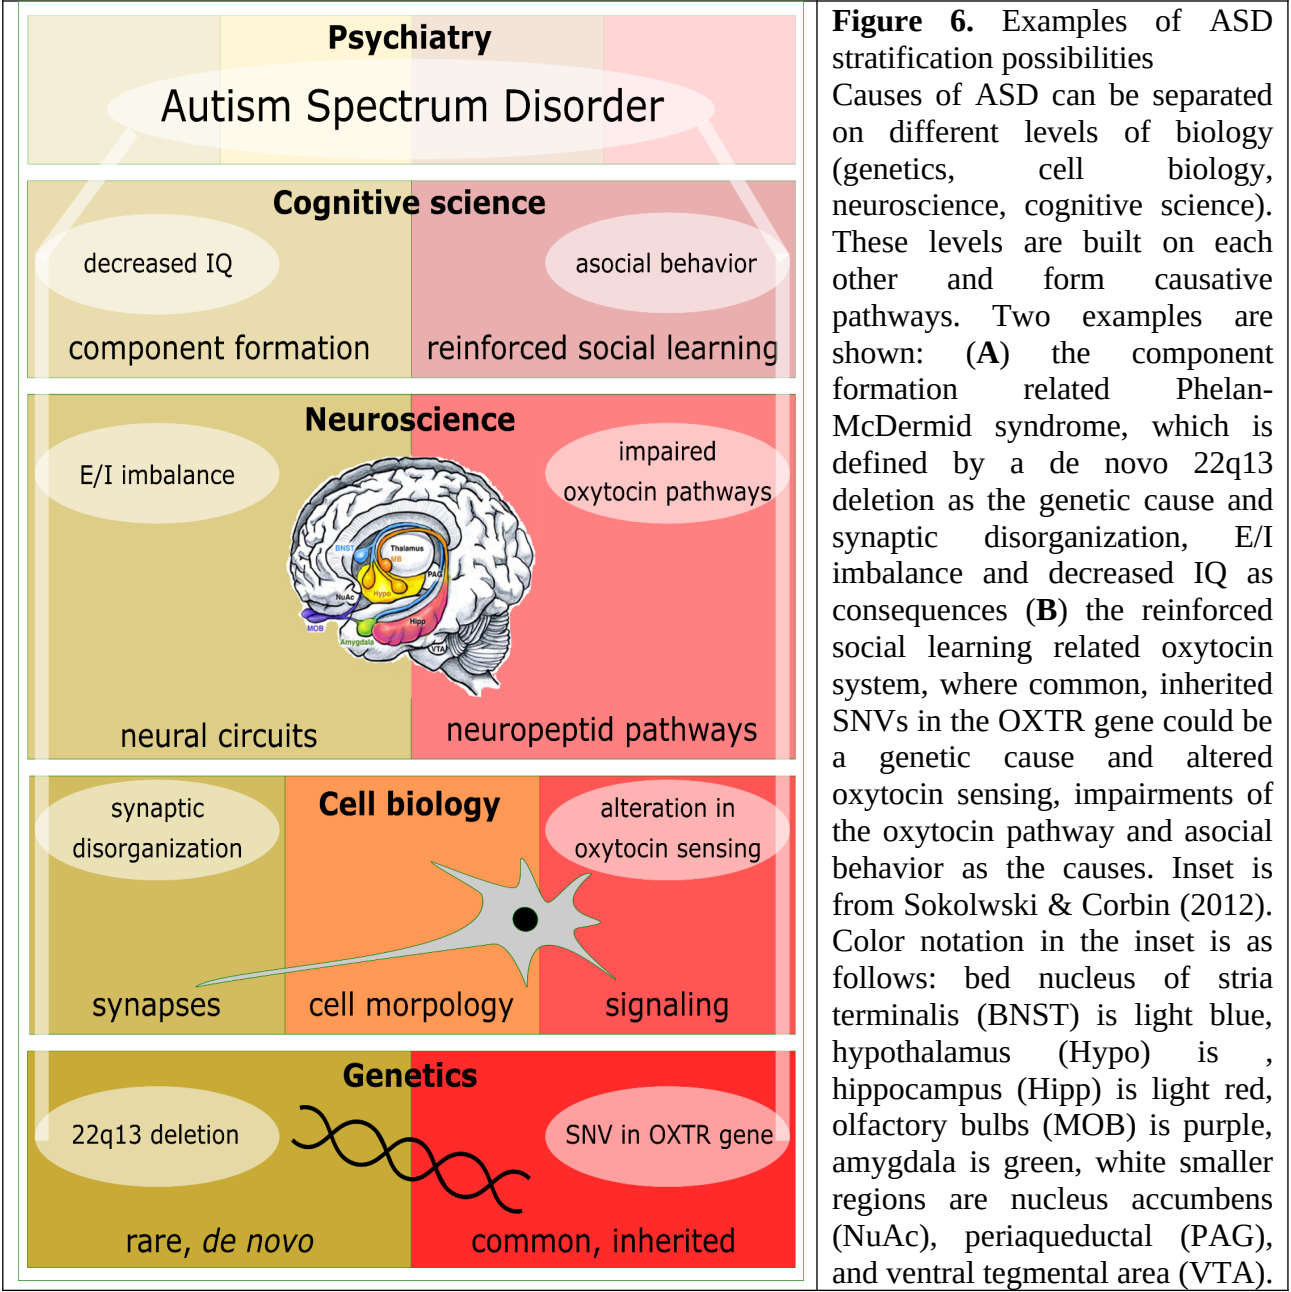 Psychiatry
Autism Spectrum Disorder
Cognitive science
decreased IQ
asocial behavior
component formation
reinforced social learning
Neuroscience
E/I imbalance
impaired
oxytocin pathways
BNST
Thalamus
MB
PAG
NuAc
Hypo
MOB
Hipp
Amygdala
VTA
neural circuits
neuropeptid pathways
synaptic
disorganization
Cell biology
alteration in
oxytocin sensing
synapses
cell morpology
signaling
Genetics
22q13 deletion
SNV in OXTR gene
rare, de novo
common, inherited
Figure 6. Examples of ASD
stratification possibilities
Causes of ASD can be separated
on different levels of biology
(genetics, cell biology,
neuroscience, cognitive science).
These levels are built on each
other and form causative
pathways. Two examples are
shown: (A) the component
formation related Phelan-
McDermid syndrome, which is
defined by a de novo 22q13
deletion as the genetic cause and
synaptic disorganization, E/I
imbalance and decreased IQ as
consequences (B) the reinforced
social learning related oxytocin
system, where common, inherited
SNVs in the OXTR gene could be
a genetic cause and altered
oxytocin sensing, impairments of
the oxytocin pathway and asocial
behavior as the causes. Inset is
from Sokolwski & Corbin (2012).
Color notation in the inset is as
follows: bed nucleus of stria
terminalis (BNST) is light blue,
hypothalamus (Hypo) is ,
hippocampus (Hipp) is light red,
olfactory bulbs (MOB) is purple,
amygdala is green, white smaller
regions are nucleus accumbens
(NuAc), periaqueductal (PAG),
and ventral tegmental area (VTA).